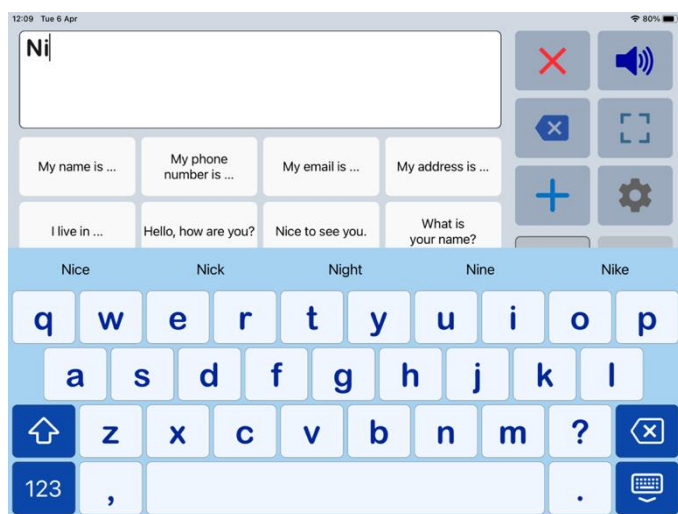 12:09 Tue 6 Apr
80%
Ni
My name is ...
My phone
number is ...
My email is ...
My address is ...
I live in ...
Hello, how are you?
Nice to see you.
What is
your name?
Nice Nick Night Nine Nike
q w e r t y u i o p
a s d f g h j k l
z x c v b n m ?
123 , .